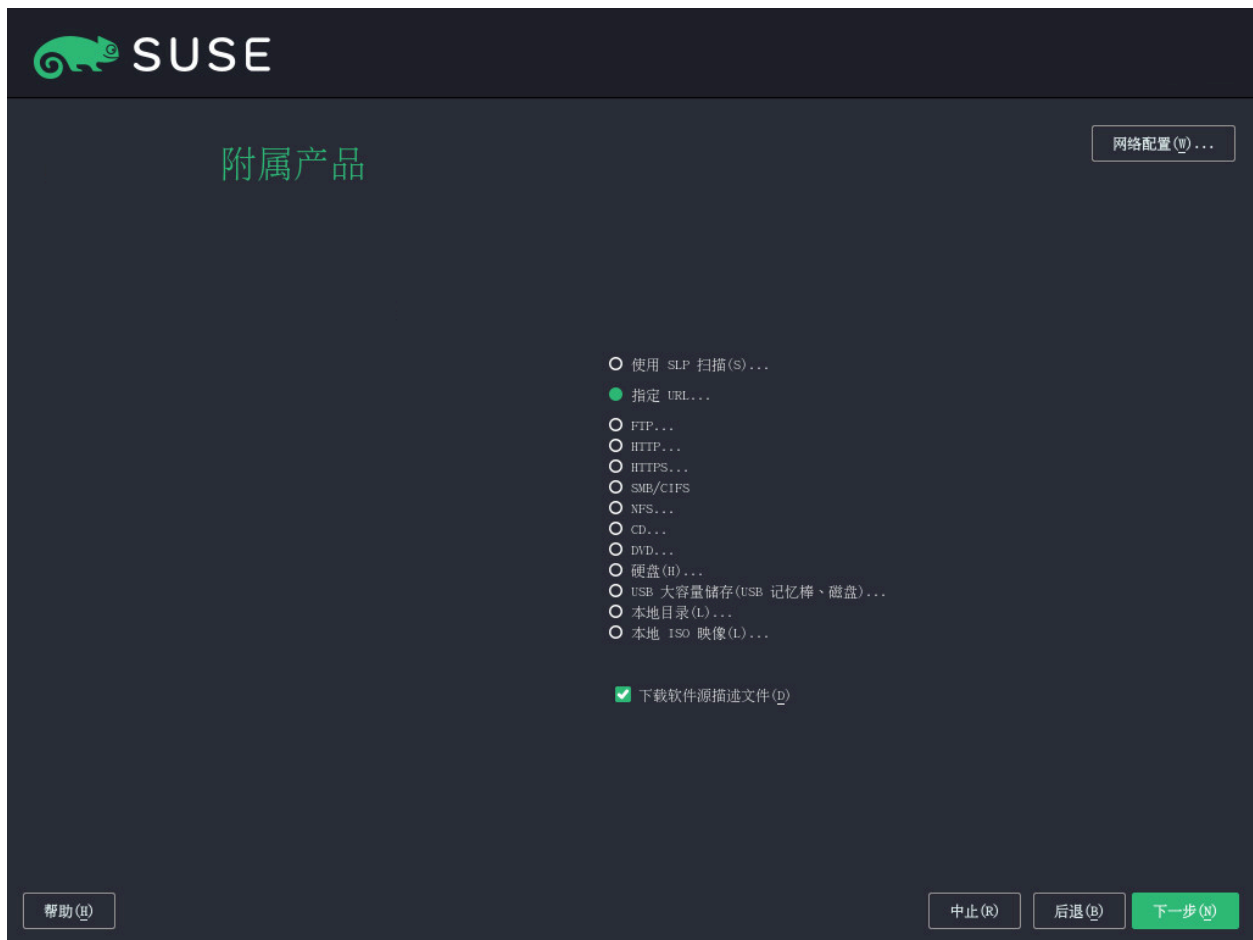 SUSE
附属产品
网络配置(W)...
使用 SLP 扫描(S)...
指定 URL...
FTP...
HTTP...
HTTPS...
SMB/CIFS
NFS...
CD...
DVD...
硬盘(H)...
USB 大容量储存(USB 记忆棒、磁盘)...
本地目录(L)...
本地 ISO 映像(L)...
下载软件源描述文件(D)
帮助(H)
中止(R)
后退(B)
下一步(N)